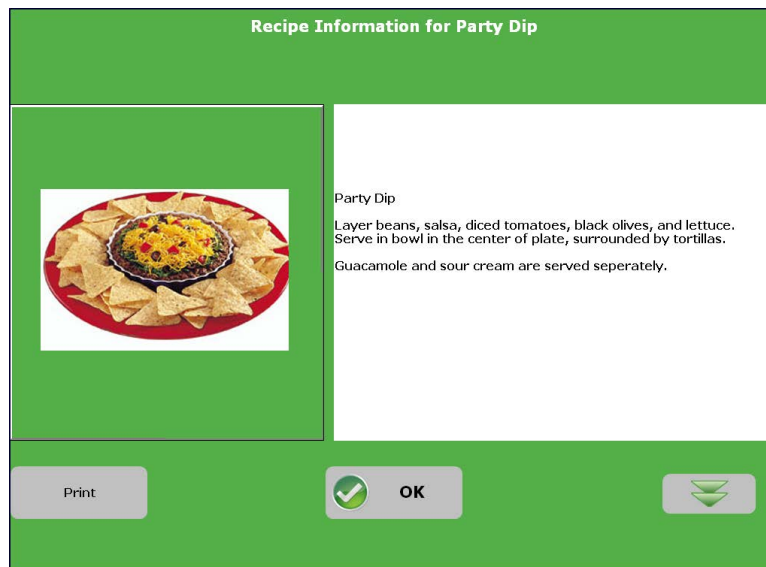 Recipe Information for Party Dip
Party Dip
Layer beans, salsa, diced tomatoes, black olives, and lettuce.
Serve in bowl in the center of plate, surrounded by tortillas.
Guacamole and sour cream are served seperately.
Print
OK